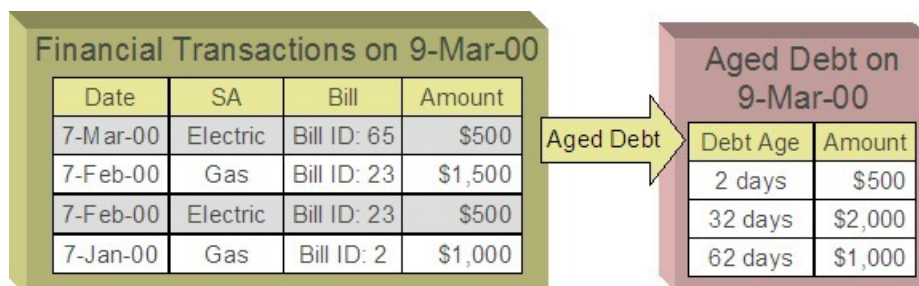 Financial Transactions on 9-Mar-00
Date SA Bill Amount
7-Mar-00 Electric Bill ID: 65 $500
7-Feb-00 Gas Bill ID: 23 $1,500
7-Feb-00 Electric Bill ID: 23 $500
7-Jan-00 Gas Bill ID: 2 $1,000
Aged Debt
Aged Debt on
9-Mar-00
Debt Age Amount
2 days $500
32 days $2,000
62 days $1,000